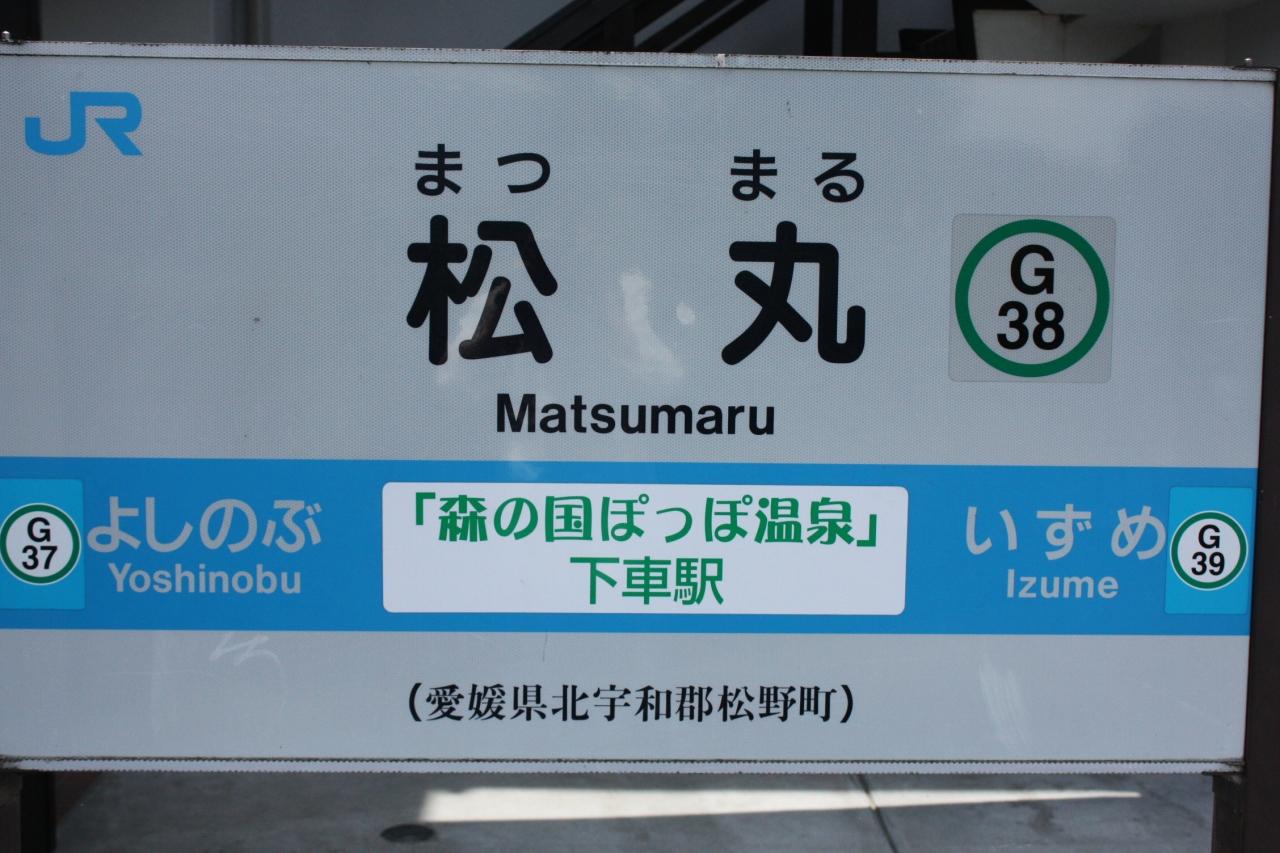 JR
まつ まる
松 丸
G
38
Matsumaru
G
37
よしのぶ
Yoshinobu
「森の国ぽっぽ温泉」
下車駅
いずめ
Izume
G
39
(愛媛県北宇和郡松野町)